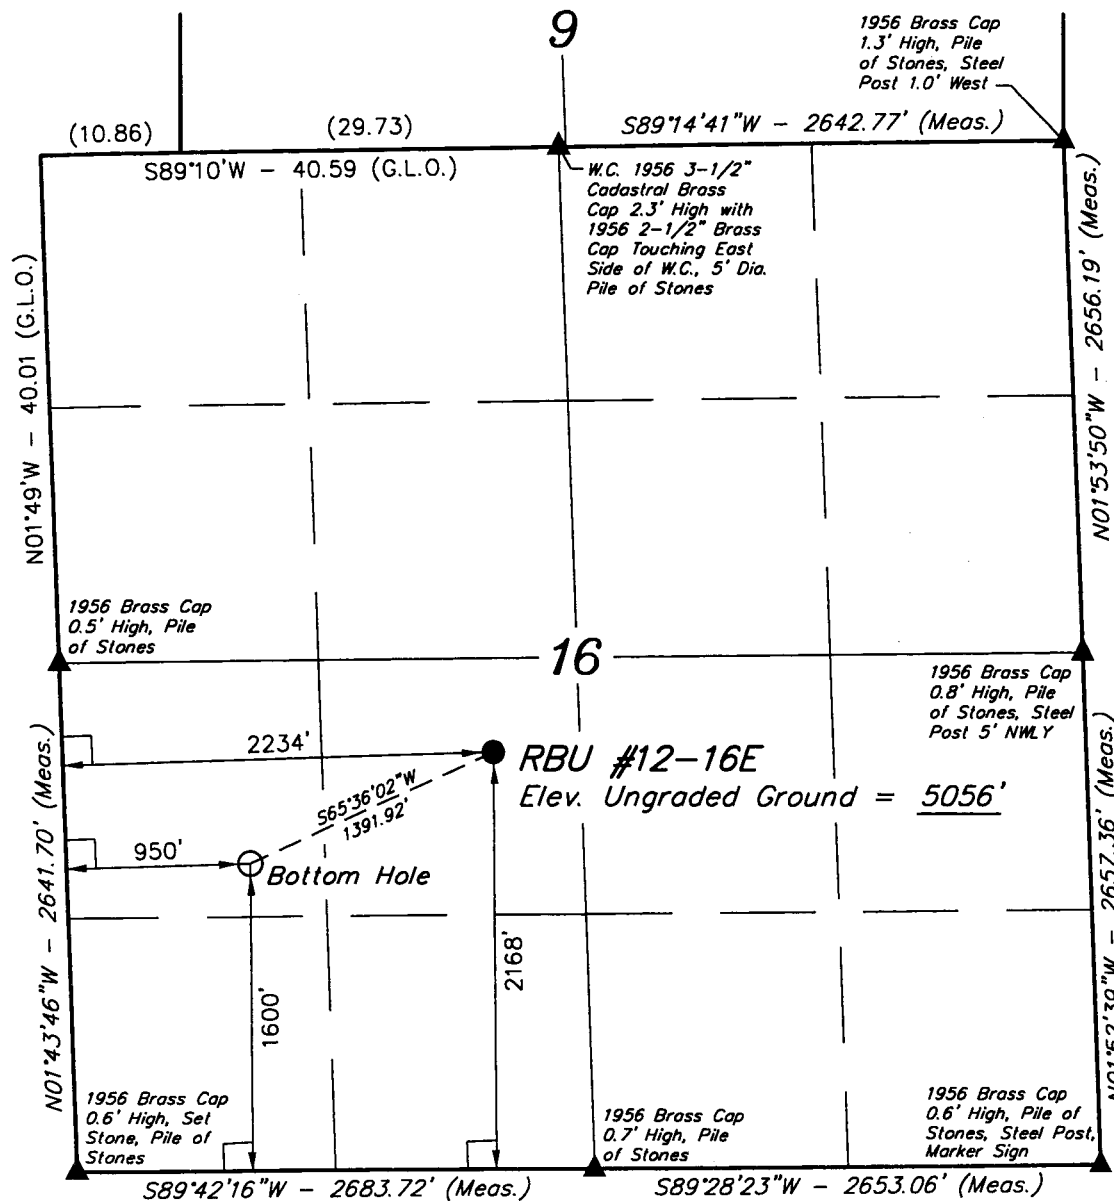 9
1956 Brass Cap
1.3' High, Pile
of Stones, Steel
Post 1.0' West
(10.86)
(29.73)
S89°14'41"W - 2642.77' (Meas.)
S89°10'W - 40.59 (G.L.O.)
W.C. 1956 3-1/2"
Cadastral Brass
Cap 2.3' High with
1956 2-1/2" Brass
Cap Touching East
Side of W.C., 5' Dia.
Pile of Stones
N01°49'W - 40.01 (G.L.O.)
N01°53'50"W - 2656.19' (Meas.)
1956 Brass Cap
0.5' High, Pile
of Stones
16
1956 Brass Cap
0.8' High, Pile
of Stones, Steel
Post 5' NWLY
2234'
RBU #12-16E
Elev. Ungraded Ground = 5056'
S65°36'02"W
1391.92'
950'
Bottom Hole
N01°43'46"W - 2641.70' (Meas.)
1600'
2168'
N01°52'39"W - 2657.36' (Meas.)
1956 Brass Cap
0.6' High, Set
Stone, Pile of
Stones
1956 Brass Cap
0.7' High, Pile
of Stones
1956 Brass Cap
0.6' High, Pile of
Stones, Steel Post,
Marker Sign
S89°42'16"W - 2683.72' (Meas.)
S89°28'23"W - 2653.06' (Meas.)